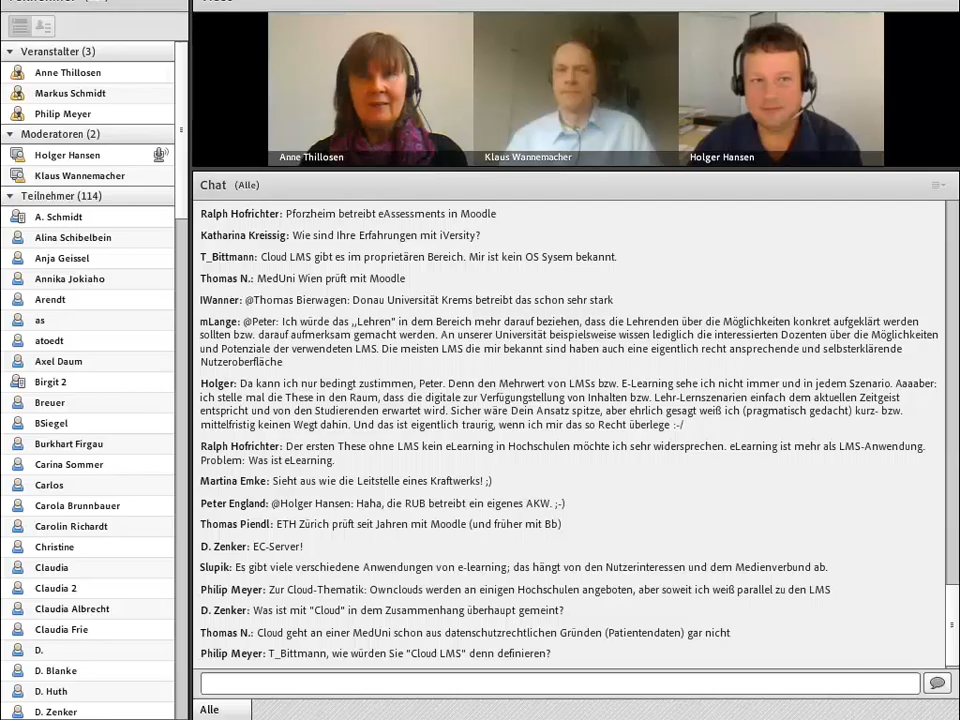 Veranstalter (3)
Anne Thillosen
Markus Schmidt
Philip Meyer
Moderatoren (2)
Holger Hansen
Klaus Wannemacher
Teilnehmer (114)
A. Schmidt
Alina Schibelbein
Anja Geissel
Annika Jokiaho
Arendt
as
atoedt
Axel Daum
Birgit 2
Breuer
BSiegel
Burkhart Firgau
Carina Sommer
Carlos
Carola Brunnbauer
Carolin Richardt
Christine
Claudia
Claudia 2
Claudia Albrecht
Claudia Frie
D.
D. Blanke
D. Huth
D. Zenker
Anne Thillosen
Klaus Wannemacher
Holger Hansen
Chat (Alle)
Ralph Hofrichter: Pforzheim betreibt eAssessments in Moodle
Katharina Kreissig: Wie sind Ihre Erfahrungen mit iVersity?
T_Bittmann: Cloud LMS gibt es im proprietären Bereich. Mir ist kein OS Sysem bekannt.
Thomas N.: MedUni Wien prüft mit Moodle
IWanner: @Thomas Bierwagen: Donau Universität Krems betreibt das schon sehr stark
mLange: @Peter: Ich würde das ,,Lehren" in dem Bereich mehr darauf beziehen, dass die Lehrenden über die Möglichkeiten konkret aufgeklärt werden
sollten bzw. darauf aufmerksam gemacht werden. An unserer Universität beispielsweise wissen lediglich die interessierten Dozenten über die Möglichkeiten
und Potenziale der verwendeten LMS. Die meisten LMS die mir bekannt sind haben auch eine eigentlich recht ansprechende und selbsterklärende
Nutzeroberfläche
Holger: Da kann ich nur bedingt zustimmen, Peter. Denn den Mehrwert von LMSs bzw. E-Learning sehe ich nicht immer und in jedem Szenario. Aaaaber:
ich stelle mal die These in den Raum, dass die digitale zur Verfügungstellung von Inhalten bzw. Lehr-Lernszenarien einfach dem aktuellen Zeitgeist
entspricht und von den Studierenden erwartet wird. Sicher wäre Dein Ansatz spitze, aber ehrlich gesagt weiß ich (pragmatisch gedacht) kurz- bzw.
mittelfristig keinen Wegt dahin. Und das ist eigentlich traurig, wenn ich mir das so Recht überlege :-/
Ralph Hofrichter: Der ersten These ohne LMS kein eLearning in Hochschulen möchte ich sehr widersprechen. eLearning ist mehr als LMS-Anwendung.
Problem: Was ist eLearning.
Martina Emke: Sieht aus wie die Leitstelle eines Kraftwerks! ;)
Peter England: @Holger Hansen: Haha, die RUB betreibt ein eigenes AKW. ;-)
Thomas Piendl: ETH Zürich prüft seit Jahren mit Moodle (und früher mit Bb)
D. Zenker: EC-Server!
Slupik: Es gibt viele verschiedene Anwendungen von e-learning; das hängt von den Nutzerinteressen und dem Medienverbund ab.
Philip Meyer: Zur Cloud-Thematik: Ownclouds werden an einigen Hochschulen angeboten, aber soweit ich weiß parallel zu den LMS
D. Zenker: Was ist mit "Cloud" in dem Zusammenhang überhaupt gemeint?
Thomas N.: Cloud geht an einer MedUni schon aus datenschutzrechtlichen Gründen (Patientendaten) gar nicht
Philip Meyer: T_Bittmann, wie würden Sie "Cloud LMS" denn definieren?
Alle